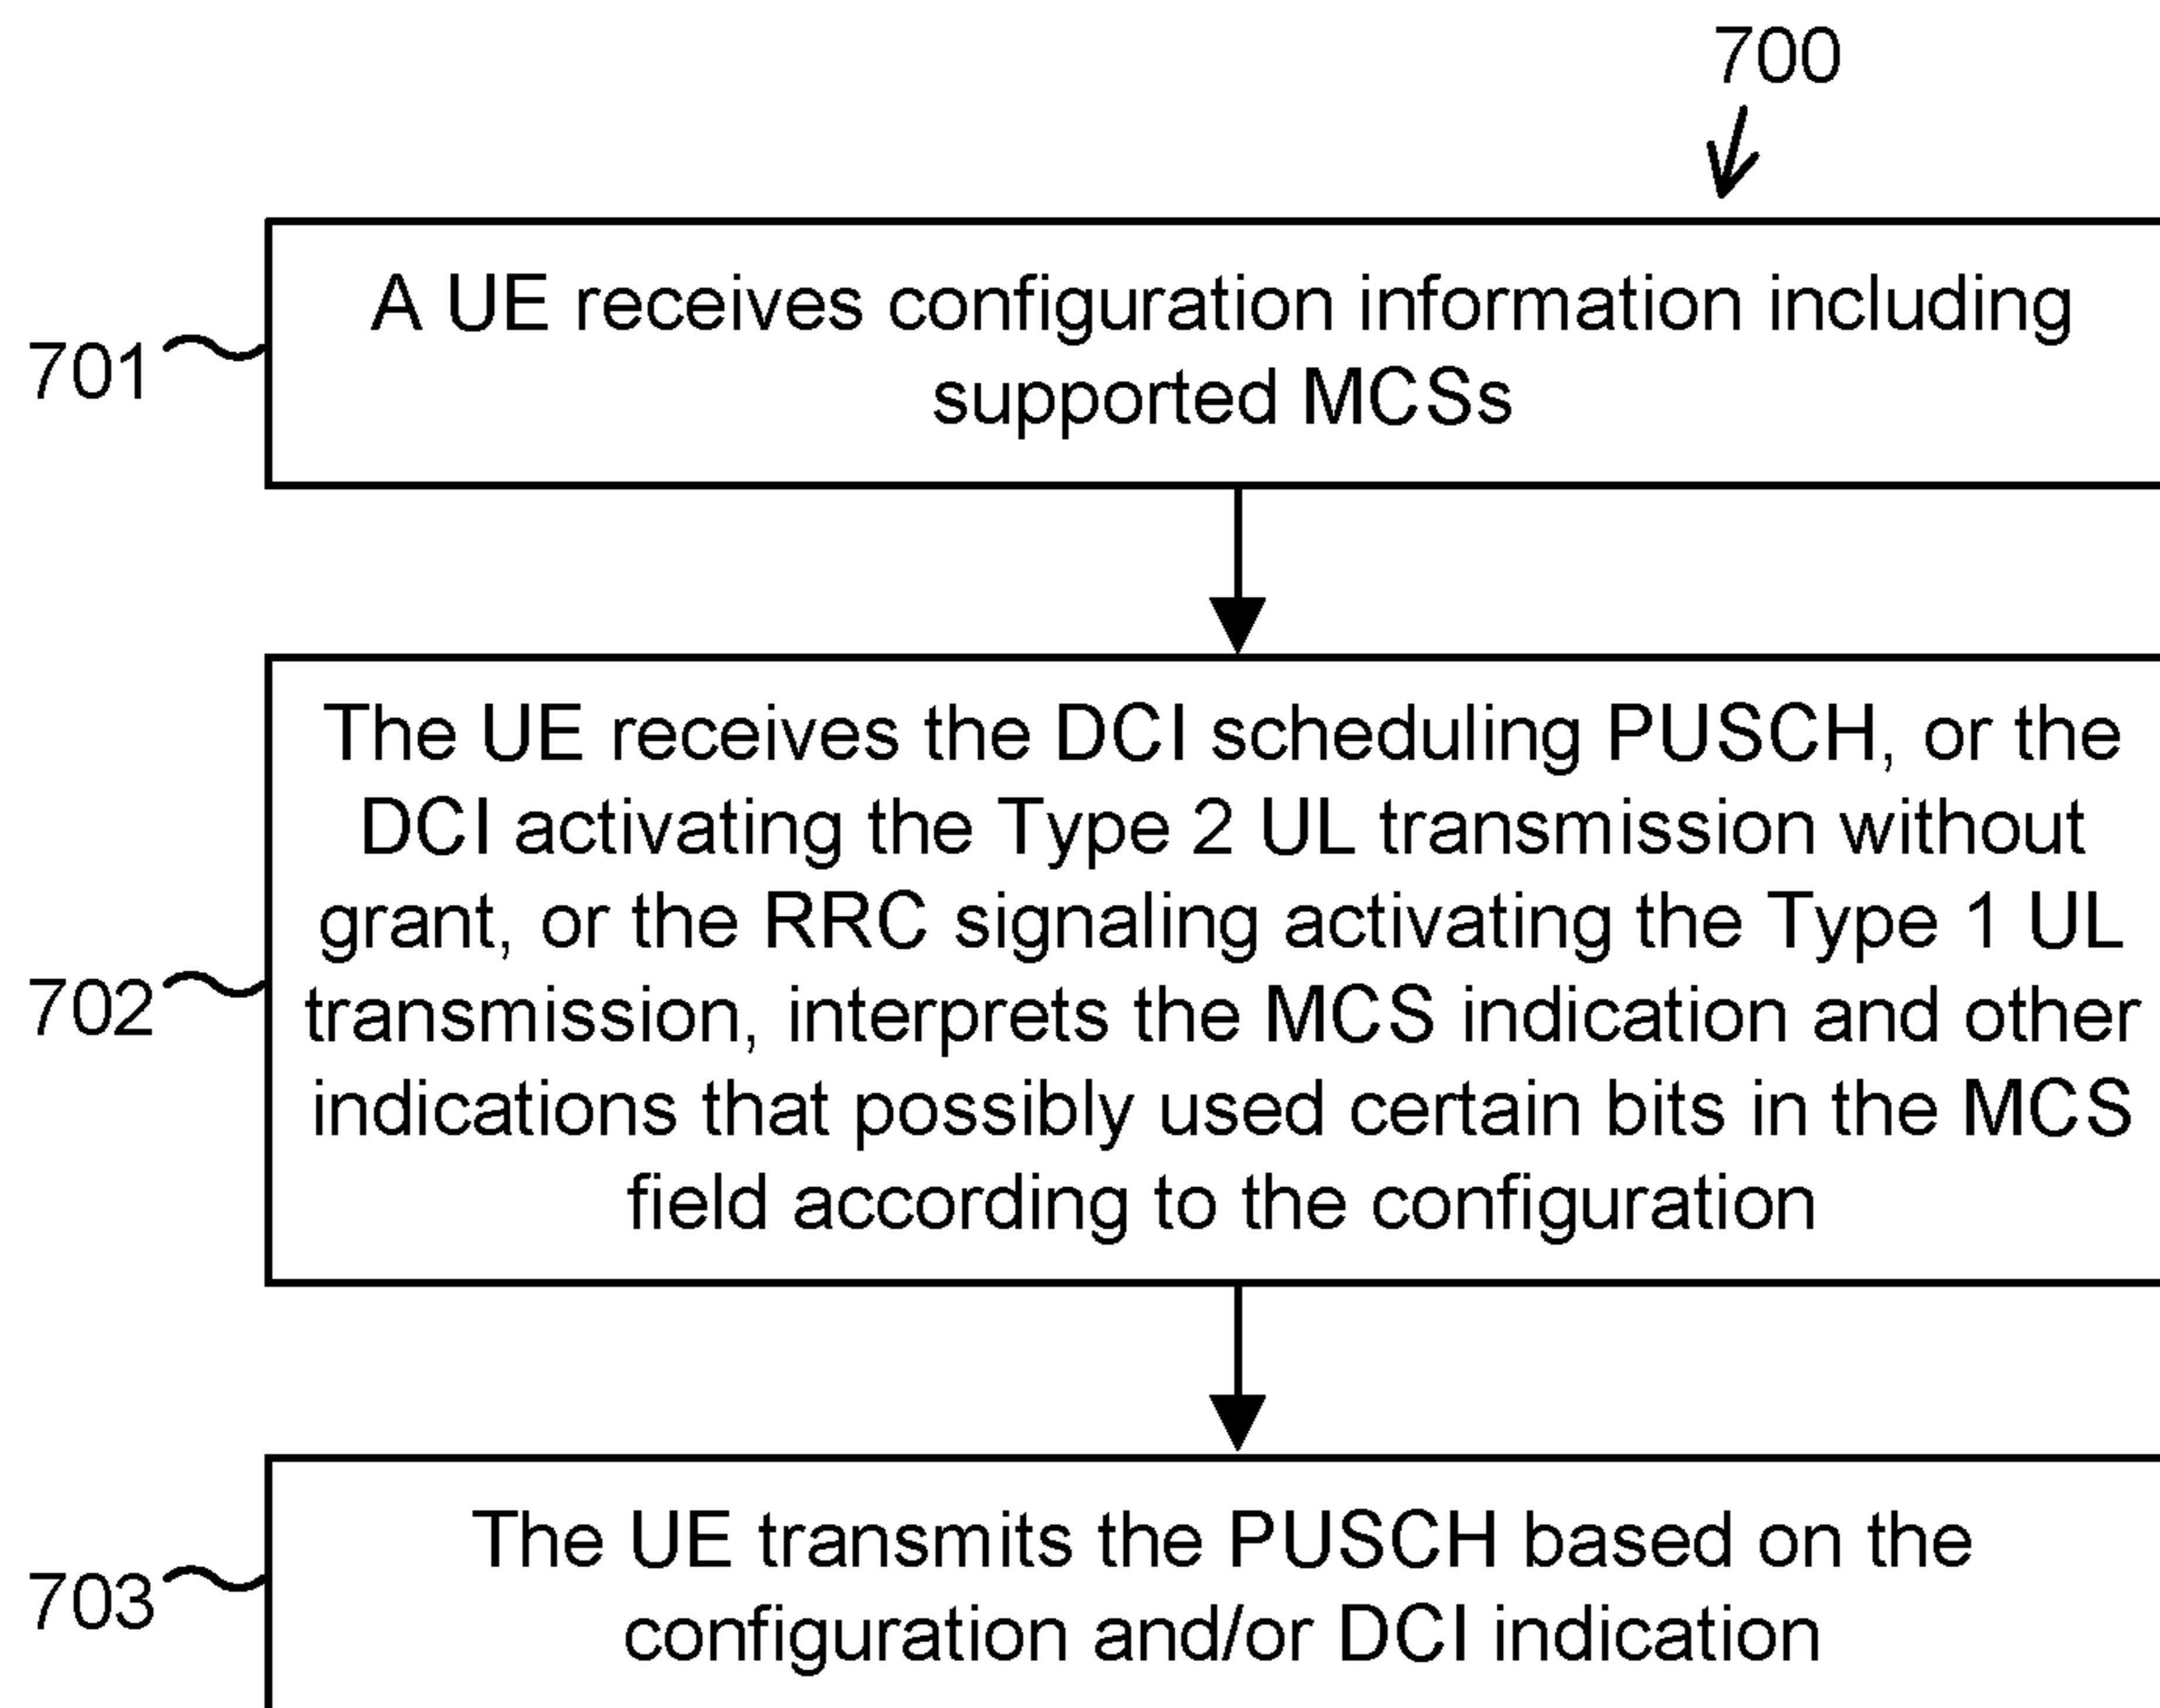 700
701
A UE receives configuration information including
supported MCSs
702
The UE receives the DCI scheduling PUSCH, or the
DCI activating the Type 2 UL transmission without
grant, or the RRC signaling activating the Type 1 UL
transmission, interprets the MCS indication and other
indications that possibly used certain bits in the MCS
field according to the configuration
703
The UE transmits the PUSCH based on the
configuration and/or DCI indication